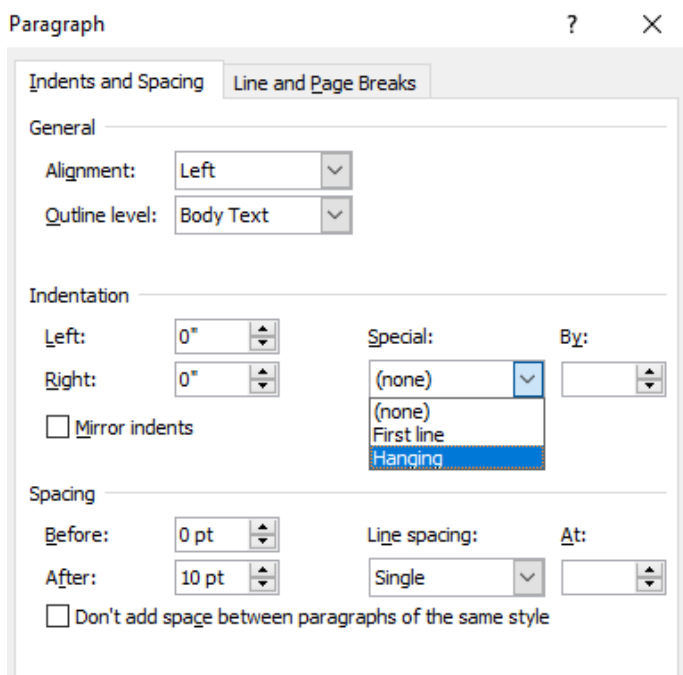 Paragraph ? ×
Indents and Spacing Line and Page Breaks
General
Alignment: Left
Outline level: Body Text
Indentation
Left: 0" Special: By:
Right: 0" (none)
(none)
Mirror indents
First line
Hanging
Spacing
Before: 0 pt Line spacing: At:
After: 10 pt Single
Don't add space between paragraphs of the same style